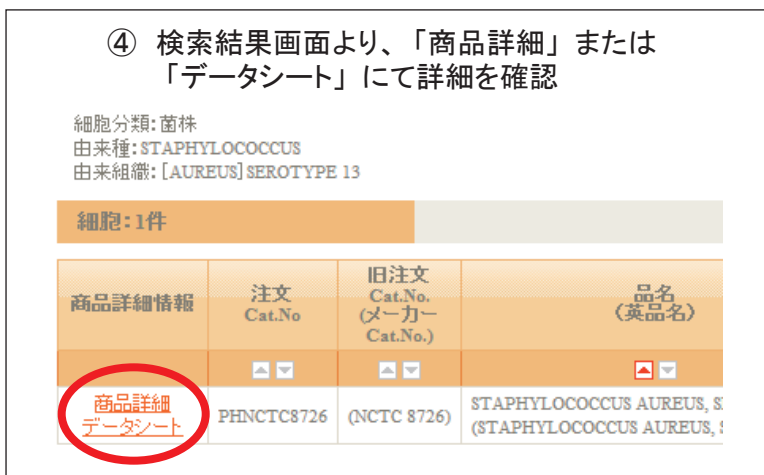 ④ 検索結果画面より、「商品詳細」または
「データシート」にて詳細を確認
細胞分類:菌株
由来種:STAPHYLOCOCCUS
由来組織:[AUREUS] SEROTYPE 13
細胞:1件
商品詳細情報
注文
Cat.No
旧注文
Cat.No.
(メーカー
Cat.No.)
品名
(英品名)
商品詳細
データシート
PHNCTC8726
(NCTC 8726)
STAPHYLOCOCCUS AUREUS,
(STAPHYLOCOCCUS AUREUS,